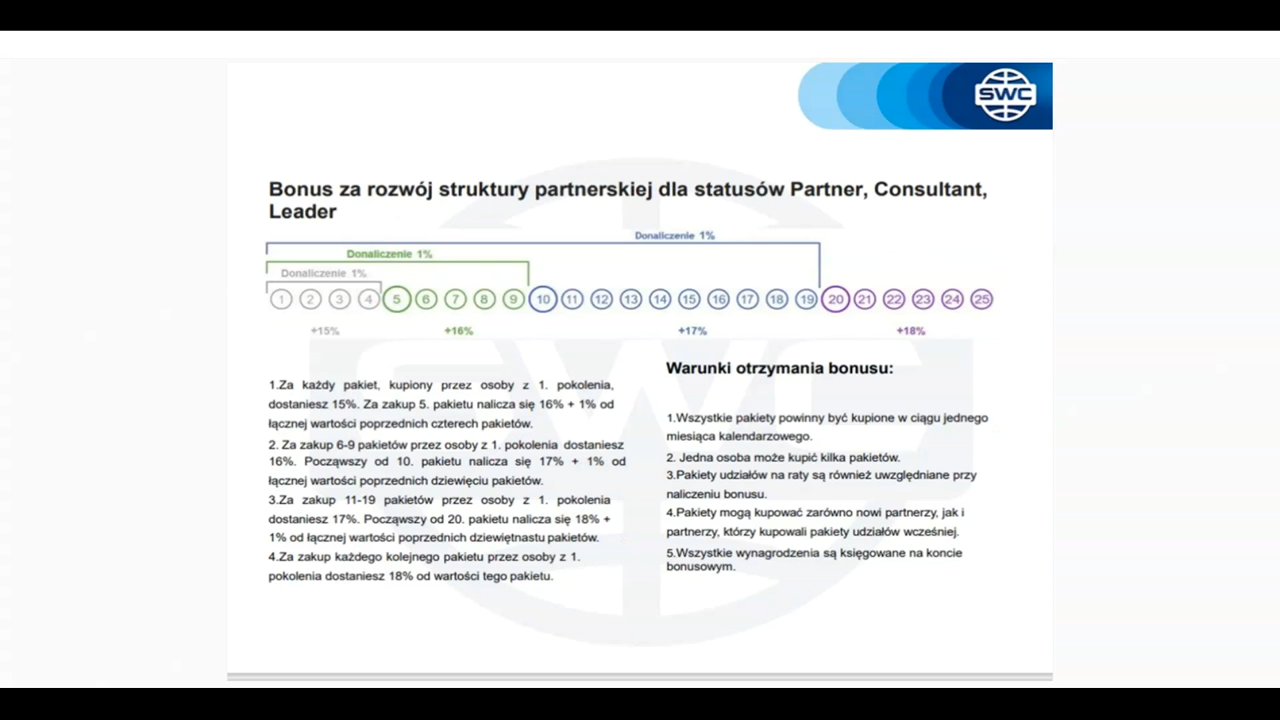 SWC
Bonus za rozwój struktury partnerskiej dla statusów Partner, Consultant,
Leader
Donaliczenie 1%
Donaliczenie 1%
Donaliczenie 1%
1 2 3 4 5 6 7 8 9 10 11 12 13 14 15 16 17 18 19 20 21 22 23 24 25
+15% +16% +17% +18%
1.Za każdy pakiet, kupiony przez osoby z 1. pokolenia,
dostaniesz 15%. Za zakup 5. pakietu nalicza się 16% + 1% od
łącznej wartości poprzednich czterech pakietów.
2. Za zakup 6-9 pakietów przez osoby z 1. pokolenia dostaniesz
16%. Począwszy od 10. pakietu nalicza się 17% + 1% od
łącznej wartości poprzednich dziewięciu pakietów.
3.Za zakup 11-19 pakietów przez osoby z 1. pokolenia
dostaniesz 17%. Począwszy od 20. pakietu nalicza się 18% +
1% od łącznej wartości poprzednich dziewiętnastu pakietów.
4.Za zakup każdego kolejnego pakietu przez osoby z 1.
pokolenia dostaniesz 18% od wartości tego pakietu.
Warunki otrzymania bonusu:
1.Wszystkie pakiety powinny być kupione w ciągu jednego
miesiąca kalendarzowego.
2. Jedna osoba może kupić kilka pakietów.
3.Pakiety udziałów na raty są również uwzględniane przy
naliczeniu bonusu.
4.Pakiety mogą kupować zarówno nowi partnerzy, jak i
partnerzy, którzy kupowali pakiety udziałów wcześniej.
5.Wszystkie wynagrodzenia są księgowane na koncie
bonusowym.
SWC